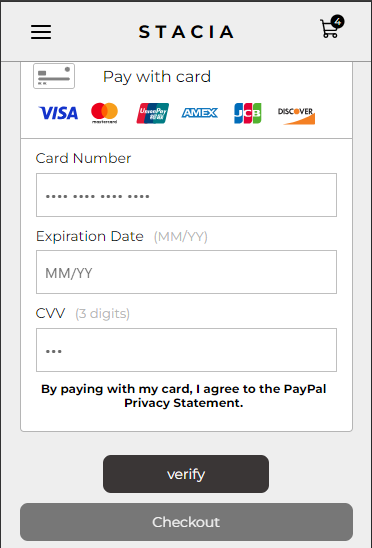 STACIA
4
Pay with card
VISA mastercard UnionPay 银联 AMEX JCB DISCOVER
Card Number
•••• •••• •••• ••••
Expiration Date (MM/YY)
MM/YY
CVV (3 digits)
•••
By paying with my card, I agree to the PayPal
Privacy Statement.
verify
Checkout